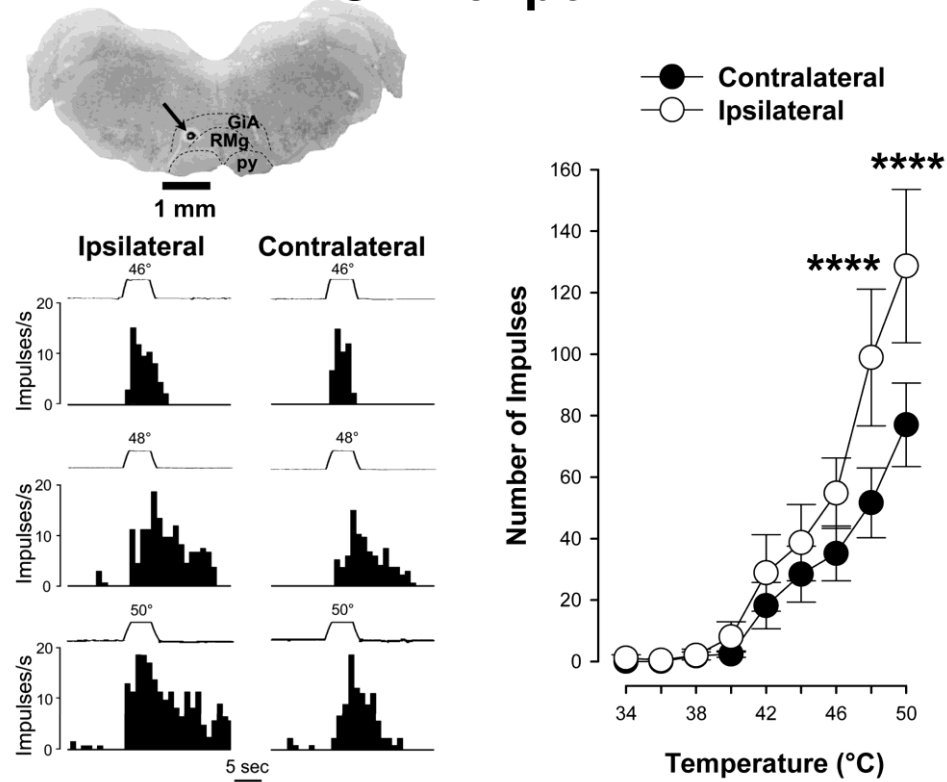 GiA
RMg
py
1 mm
Ipsilateral
Contralateral
46°
46°
20
10
0
Impulses/s
48°
48°
20
10
0
Impulses/s
50°
50°
20
10
0
Impulses/s
5 sec
Contralateral
Ipsilateral
****
****
160
140
120
100
80
60
40
20
0
Number of Impulses
34
38
42
46
50
Temperature (°C)